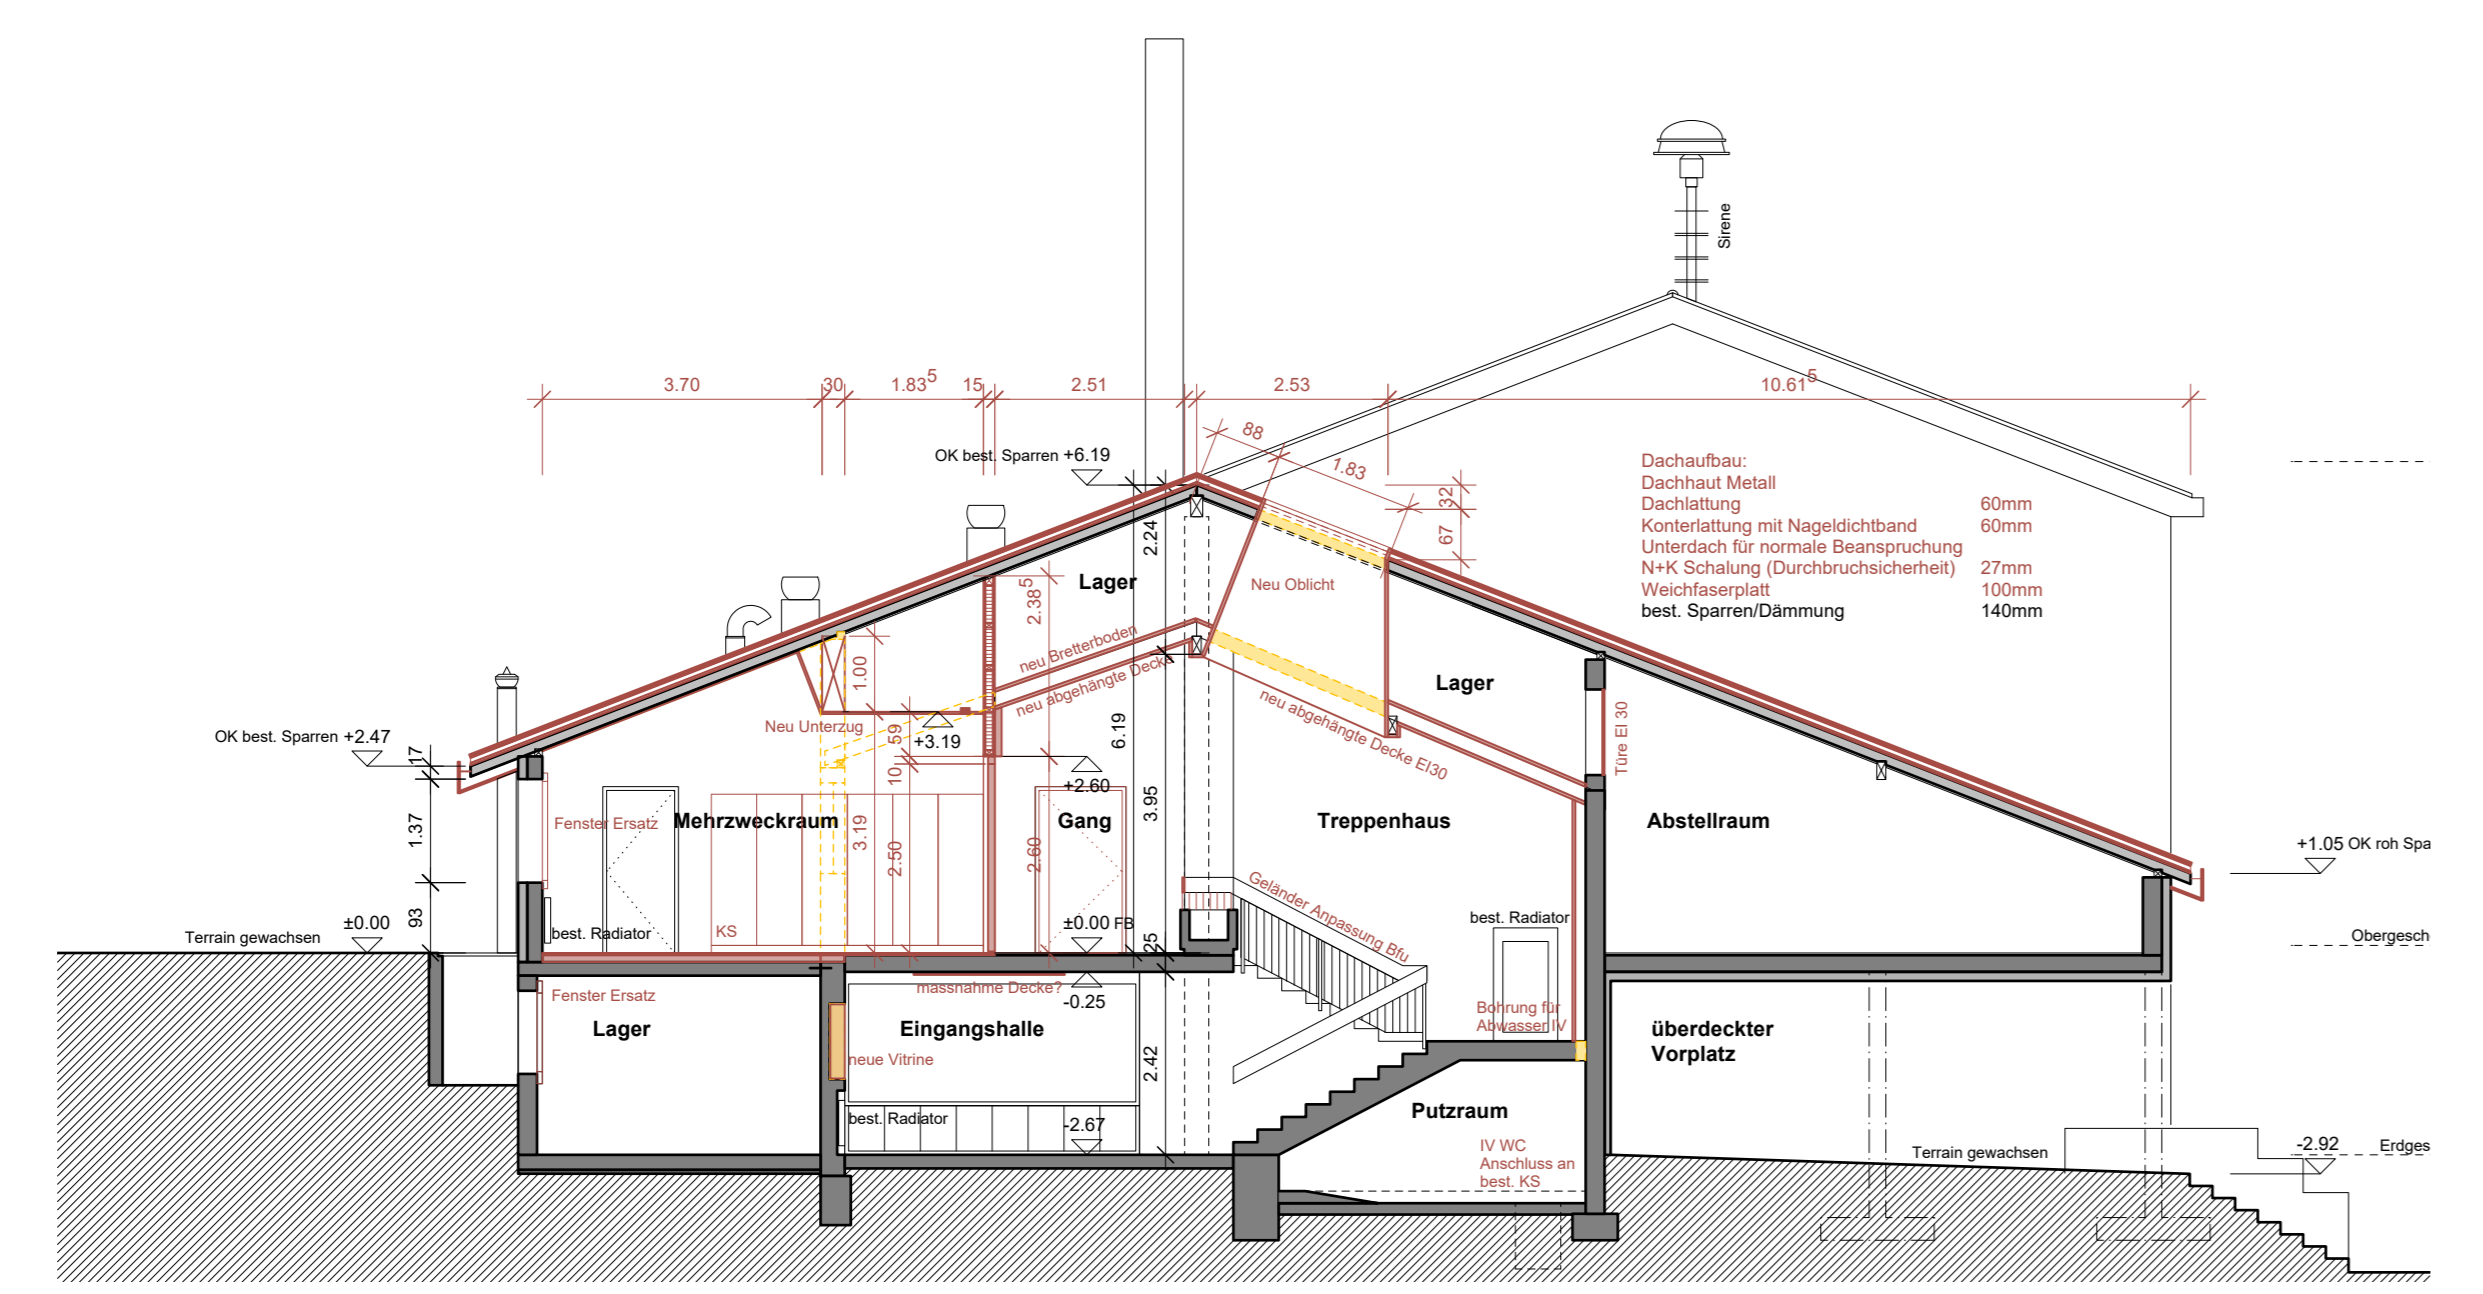 Sirene
3.70
30
1.83⁵
15
2.51
2.53
10.61⁵
88
1.83
32
67
OK best. Sparren +6.19
Dachaufbau:
Dachhaut Metall
Dachlattung 60mm
Konterlattung mit Nageldichtband 60mm
Unterdach für normale Beanspruchung
N+K Schalung (Durchbruchsicherheit) 27mm
Weichfaserplatt 100mm
best. Sparren/Dämmung 140mm
2.24
Lager
2.38⁵
Neu Oblicht
neu Bretterboden
neu abgehängte Decke
1.00
Neu Unterzug
59
+3.19
6.19
neu abgehängte Decke EI30
Lager
Türe EI 30
OK best. Sparren +2.47
17
10
+2.60
3.95
1.37
Fenster Ersatz
Mehrzweckraum
3.19
2.50
Gang
2.60
Treppenhaus
Abstellraum
+1.05 OK roh Spa
93
±0.00
Terrain gewachsen
best. Radiator
KS
±0.00 FB
25
Geländer Anpassung Bfu
best. Radiator
Obergesch
Fenster Ersatz
Lager
massnahme Decke?
-0.25
Eingangshalle
neue Vitrine
2.42
Bohrung für
Abwasser IV
überdeckter
Vorplatz
best. Radiator
-2.67
Putzraum
IV WC
Anschluss an
best. KS
Terrain gewachsen
-2.92
Erdges